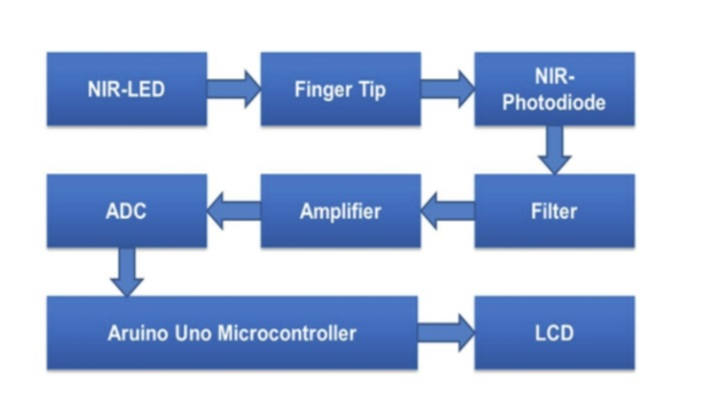 NIR-LED
Finger Tip
NIR-
Photodiode
ADC
Amplifier
Filter
Aruino Uno Microcontroller
LCD